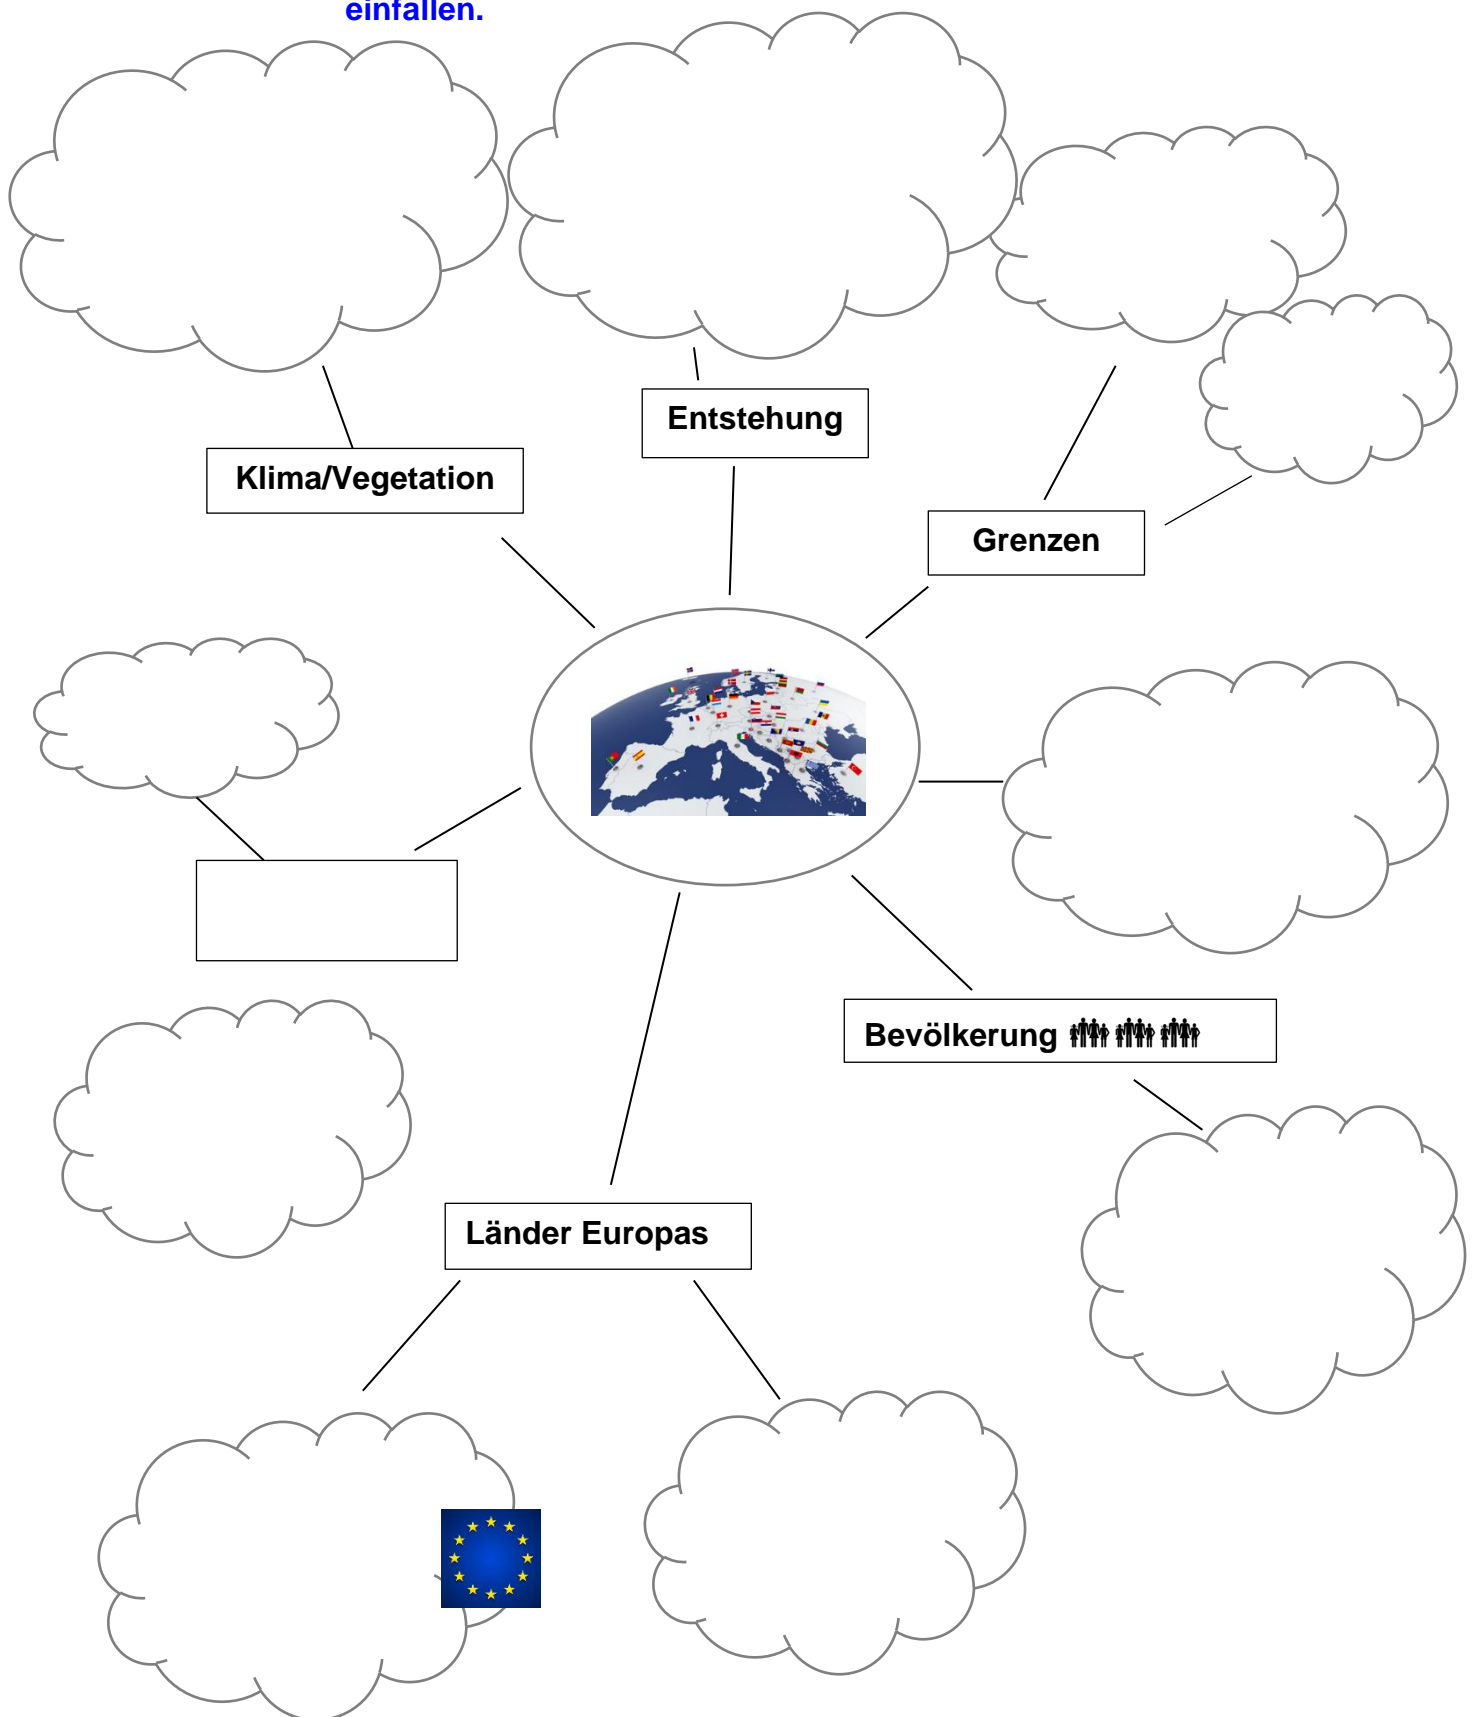 einfallen.
Entstehung
Klima/Vegetation
Grenzen
Bevölkerung
Länder Europas